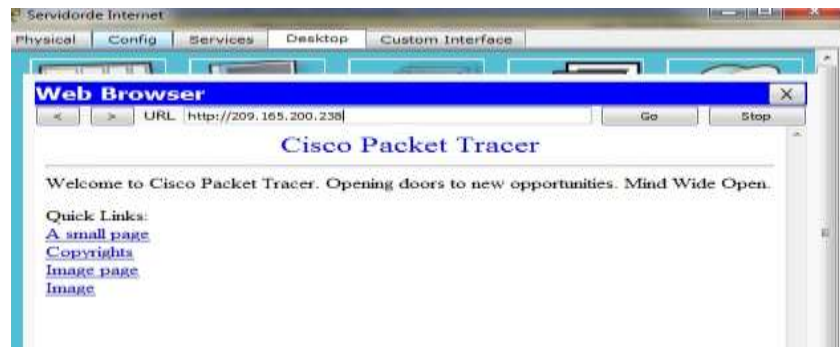 Servidorde Internet
Physical Config Services Desktop Custom Interface
Web Browser X
< > URL http://209.165.200.238 Go Stop
Cisco Packet Tracer
Welcome to Cisco Packet Tracer. Opening doors to new opportunities. Mind Wide Open.
Quick Links:
A small page
Copyrights
Image page
Image